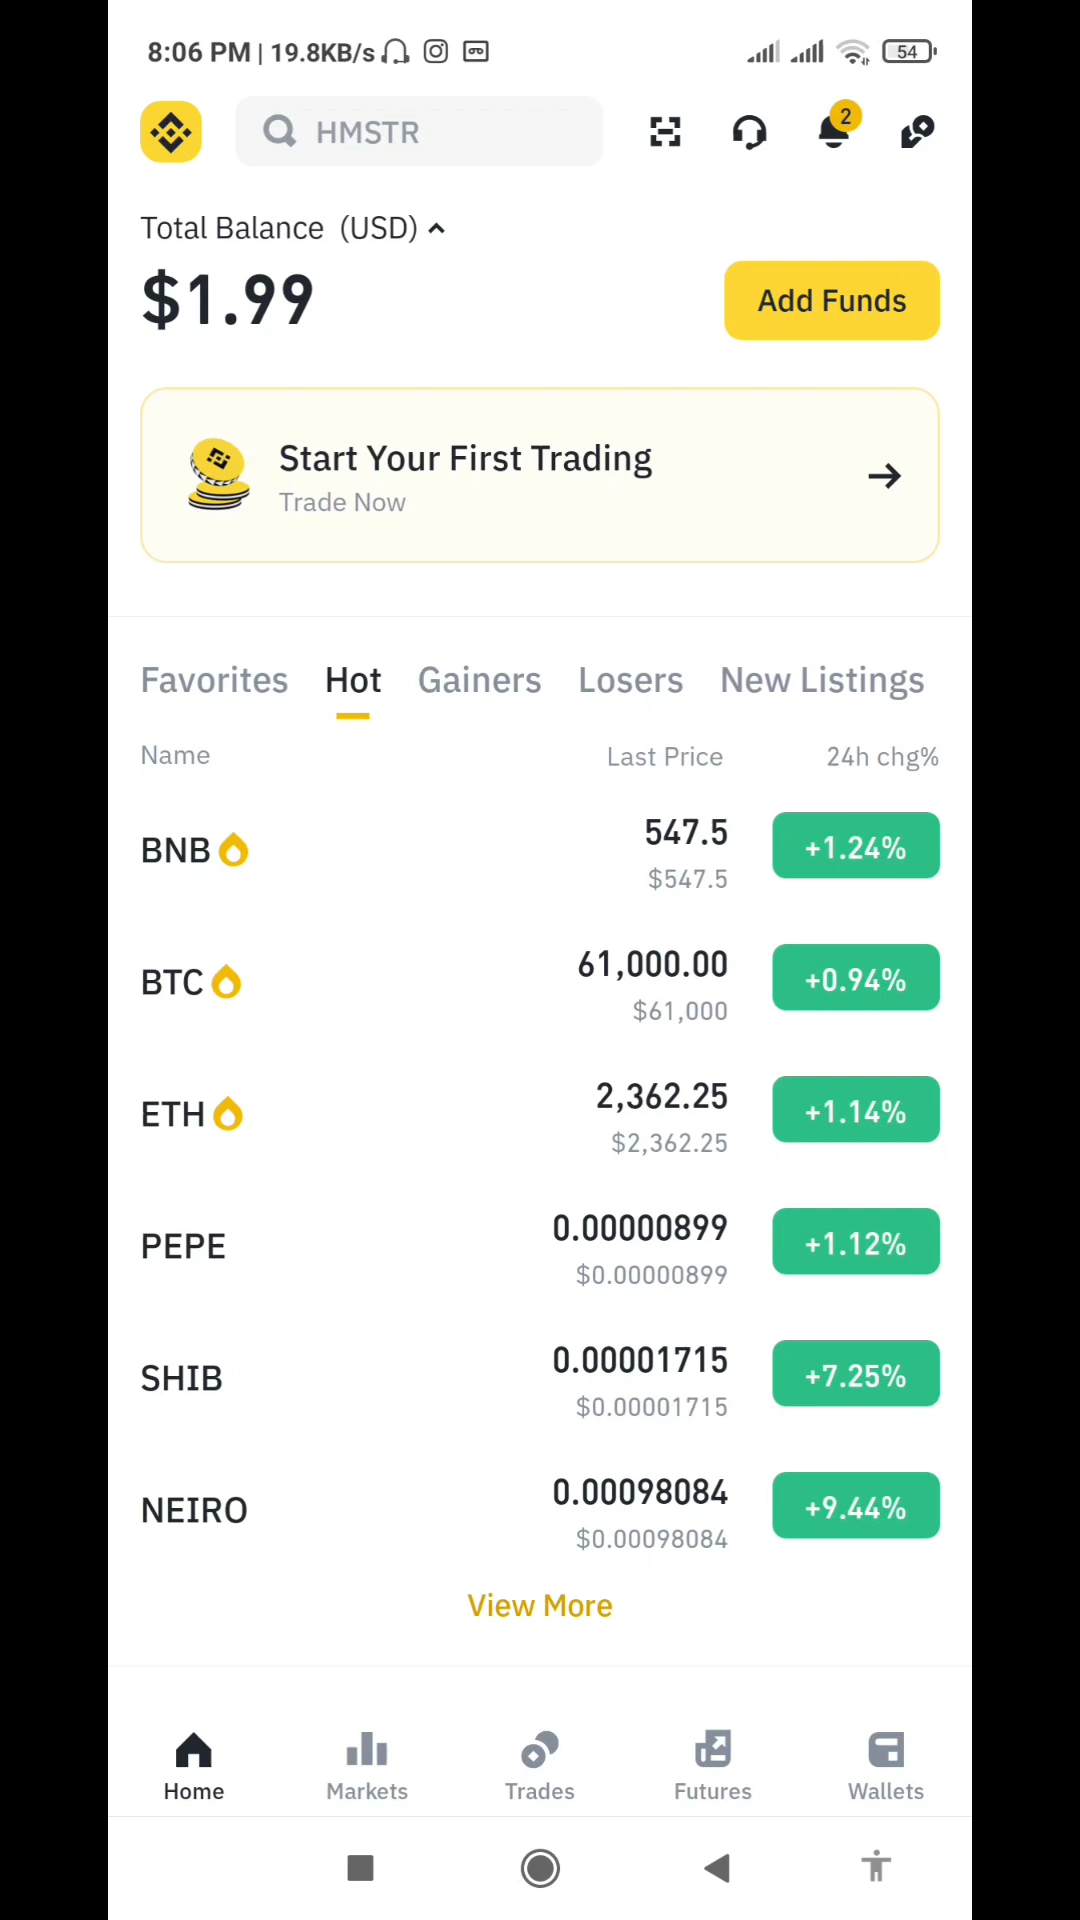 8:06 PM | 19.8KB/s
54
HMSTR
2
Total Balance (USD)
$1.99
Add Funds
Start Your First Trading
Trade Now
Favorites Hot Gainers Losers New Listings
Name Last Price 24h chg%
BNB 547.5 +1.24%
$547.5
BTC 61,000.00 +0.94%
$61,000
ETH 2,362.25 +1.14%
$2,362.25
PEPE 0.00000899 +1.12%
$0.00000899
SHIB 0.00001715 +7.25%
$0.00001715
NEIRO 0.00098084 +9.44%
$0.00098084
View More
Home Markets Trades Futures Wallets